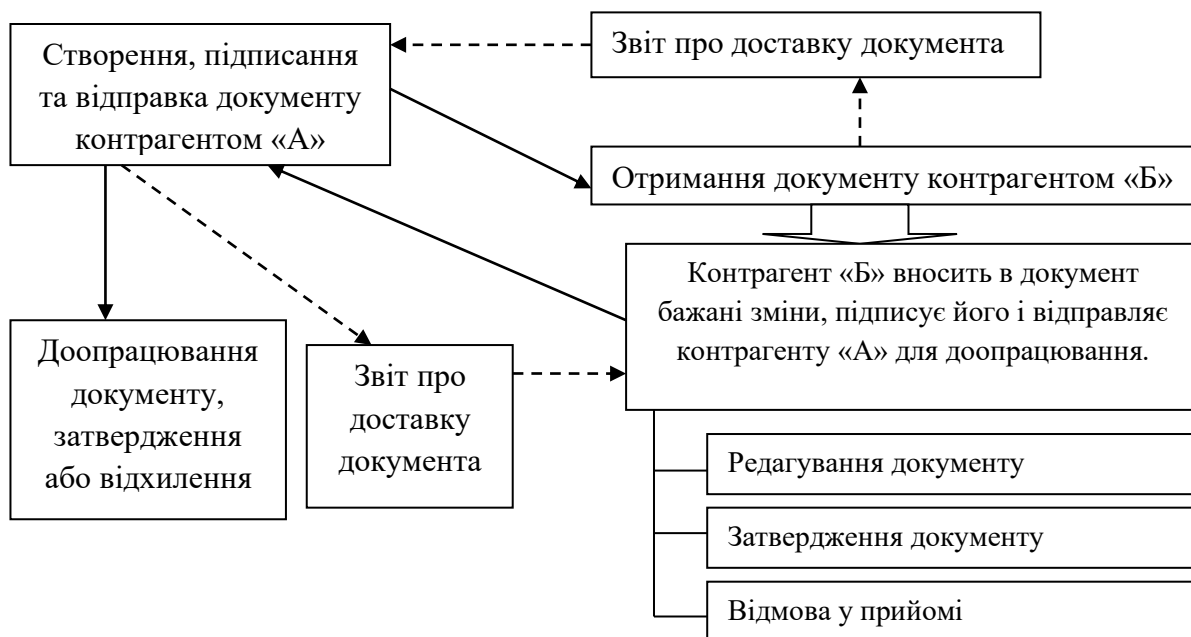 Створення, підписання
та відправка документу
контрагентом «А»
Звіт про доставку документа
Отримання документу контрагентом «Б»
Контрагент «Б» вносить в документ
бажані зміни, підписує його і відправляє
контрагенту «А» для доопрацювання.
Доопрацювання
документу,
затвердження
або відхилення
Звіт про
доставку
документа
Редагування документу
Затвердження документу
Відмова у прийомі